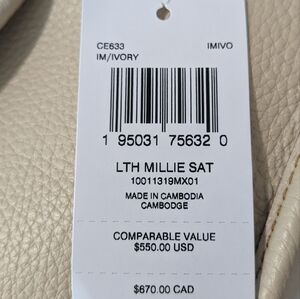 CE633 IMIVO
IM/IVORY
1 95031 75632 0
LTH MILLIE SAT
10011319MX01
MADE IN CAMBODIA
CAMBODGE
COMPARABLE VALUE
$550.00 USD
$670.00 CAD